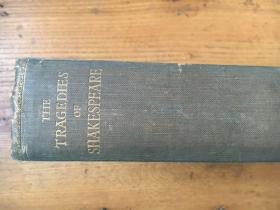 THE
TRAGEDIES
OF
SHAKESPEARE